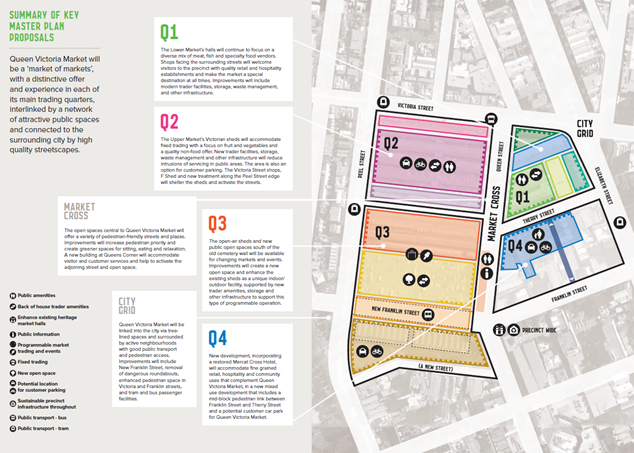 SUMMARY OF KEY
MASTER PLAN
PROPOSALS
Queen Victoria Market will
be a 'market of markets',
with a distinctive offer
and experience in each of
its main trading quarters,
interlinked by a network
of attractive public spaces
and connected to the
surrounding city by high
quality streetscapes.
Q1
The Lower Market's halls will continue to focus on a
diverse mix of meat, fish and specialty food vendors.
Shops facing the surrounding streets will welcome
visitors to the precinct with quality retail and hospitality
establishments and make the market a special
destination at all times. Improvements will include
modern trader facilities, storage, waste management,
and other infrastructure.
Q2
The Upper Market's Victorian sheds will accommodate
fixed trading with a focus on fruit and vegetables and
a quality non-food offer. New trader facilities, storage,
waste management and other infrastructure will reduce
intrusions of servicing in public areas. The area is also an
option for customer parking. The Victoria Street shops,
F Shed and new treatment along the Peel Street edge
will shelter the sheds and activate the streets.
MARKET
CROSS
The open spaces central to Queen Victoria Market will
offer a variety of pedestrian-friendly streets and plazas.
Improvements will increase pedestrian priority and
create greener spaces for sitting, eating and relaxation.
A new building at Queens Corner will accommodate
visitor and customer services and help to activate the
adjoining street and open space.
Q3
The open-air sheds and new
public open spaces south of the
old cemetery wall will be available
for changing markets and events.
Improvements will create a new
open space and enhance the
existing sheds as a unique indoor/
outdoor facility, supported by new
trader amenities, storage and
other infrastructure to support this
type of programmable operation.
CITY
GRID
Queen Victoria Market will be
linked into the city via tree-
lined spaces and surrounded
by active neighbourhoods
with good public transport
and pedestrian access.
Improvements will include
New Franklin Street, removal
of dangerous roundabouts,
enhanced pedestrian space in
Victoria and Franklin streets,
and tram and bus passenger
facilities.
Q4
New development, incorporating
a restored Mercat Cross Hotel,
will accommodate fine grained
retail, hospitality and community
uses that complement Queen
Victoria Market, in a new mixed
use development that includes a
mid-block pedestrian link between
Franklin Street and Therry Street
and a potential customer car park
for Queen Victoria Market.
Public amenities
Back of house trader amenities
Enhance existing heritage
market halls
Public information
Programmable market
trading and events
Fixed trading
New open space
Potential location
for customer parking
Sustainable precinct
infrastructure throughout
Public transport - bus
Public transport - tram
VICTORIA STREET
PEEL STREET
Q2
QUEEN STREET
CITY
GRID
Q1
ELIZABETH STREET
MARKET CROSS
THERRY STREET
Q3
Q4
FRANKLIN STREET
NEW FRANKLIN STREET
PRECINCT WIDE
(A NEW STREET)